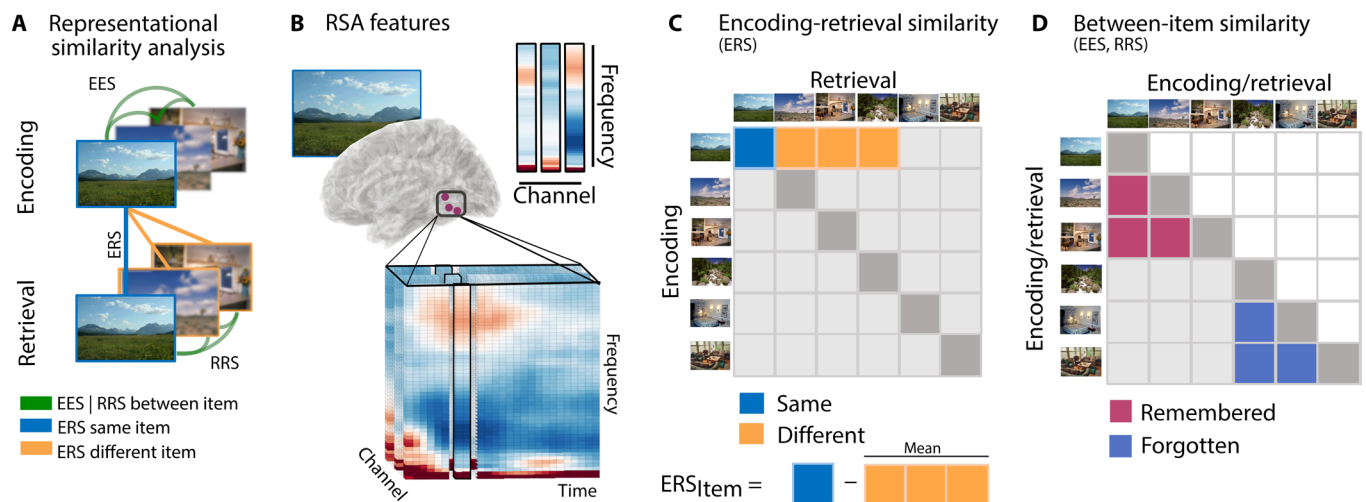 A Representational
similarity analysis
EES
Encoding
ERS
Retrieval
RRS
EES | RRS between item
ERS same item
ERS different item
B RSA features
Frequency
Channel
Frequency
Channel
Time
C Encoding-retrieval similarity
(ERS)
Retrieval
Encoding
Same
Different
Mean
ERSItem = −
D Between-item similarity
(EES, RRS)
Encoding/retrieval
Encoding/retrieval
Remembered
Forgotten